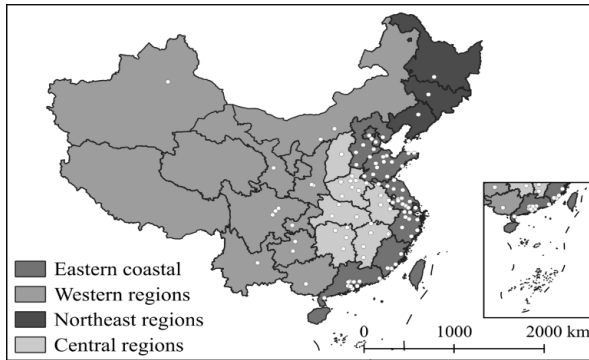 Eastern coastal
Western regions
Northeast regions
Central regions
0 1000 2000 km